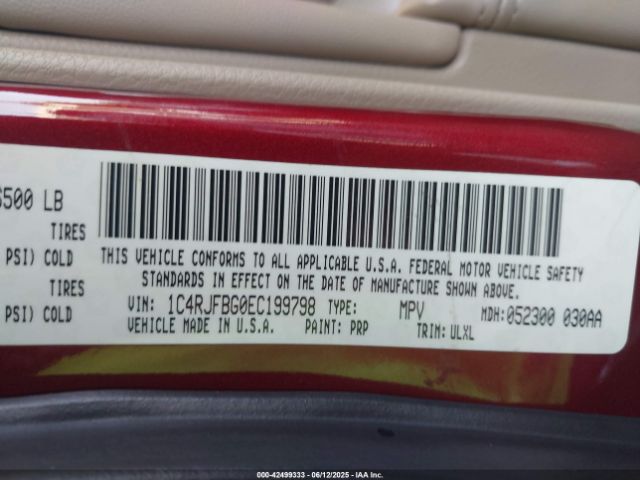 6500 LB
TIRES
PSI) COLD
TIRES
PSI) COLD
THIS VEHICLE CONFORMS TO ALL APPLICABLE U.S.A. FEDERAL MOTOR VEHICLE SAFETY
STANDARDS IN EFFECT ON THE DATE OF MANUFACTURE SHOWN ABOVE.
VIN: 1C4RJFBG0EC199798 TYPE: MPV MDH:052300 030AA
VEHICLE MADE IN U.S.A. PAINT: PRP TRIM: ULXL
000-42499333 - 06/12/2025 - IAA Inc.